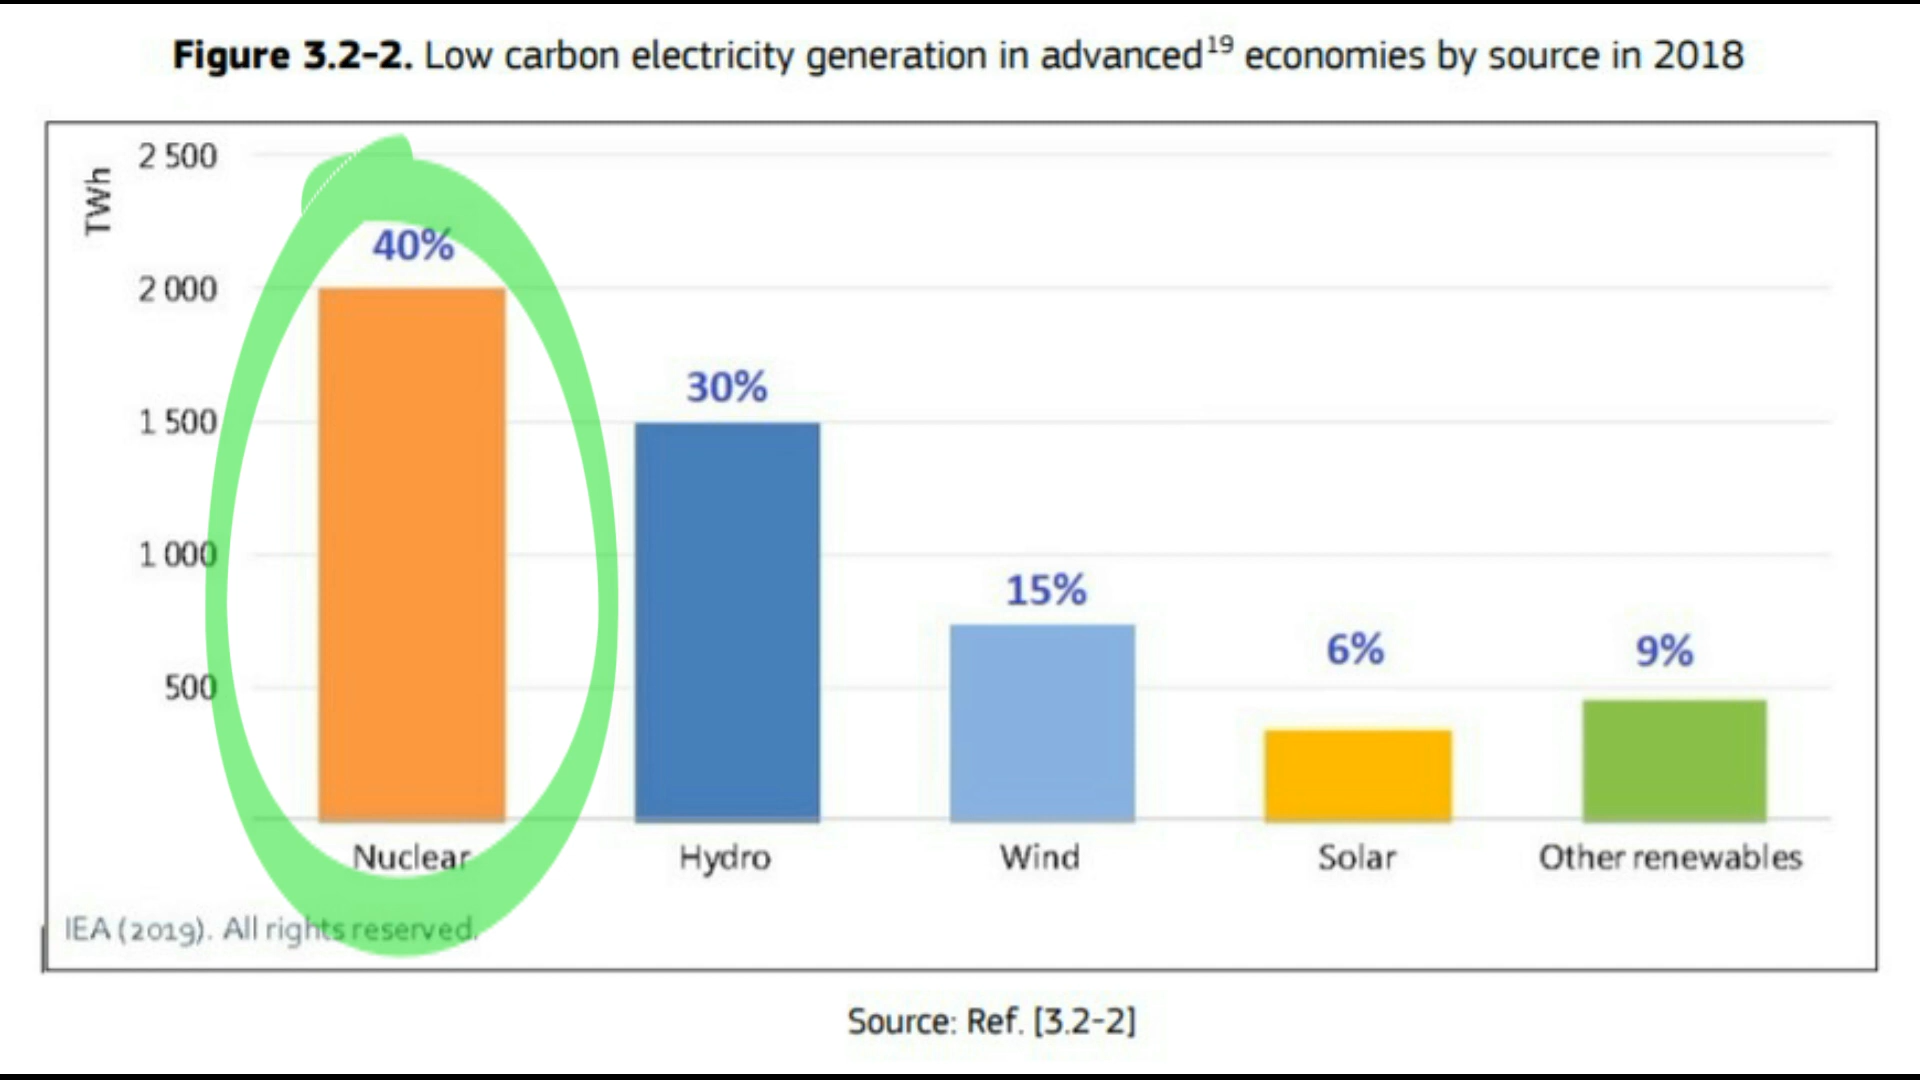 Figure 3.2-2. Low carbon electricity generation in advanced¹⁹ economies by source in 2018
TWh
2 500
2 000
1 500
1 000
500
40%
30%
15%
6%
9%
Nuclear
Hydro
Wind
Solar
Other renewables
IEA (2019). All rights reserved.
Source: Ref. [3.2-2]